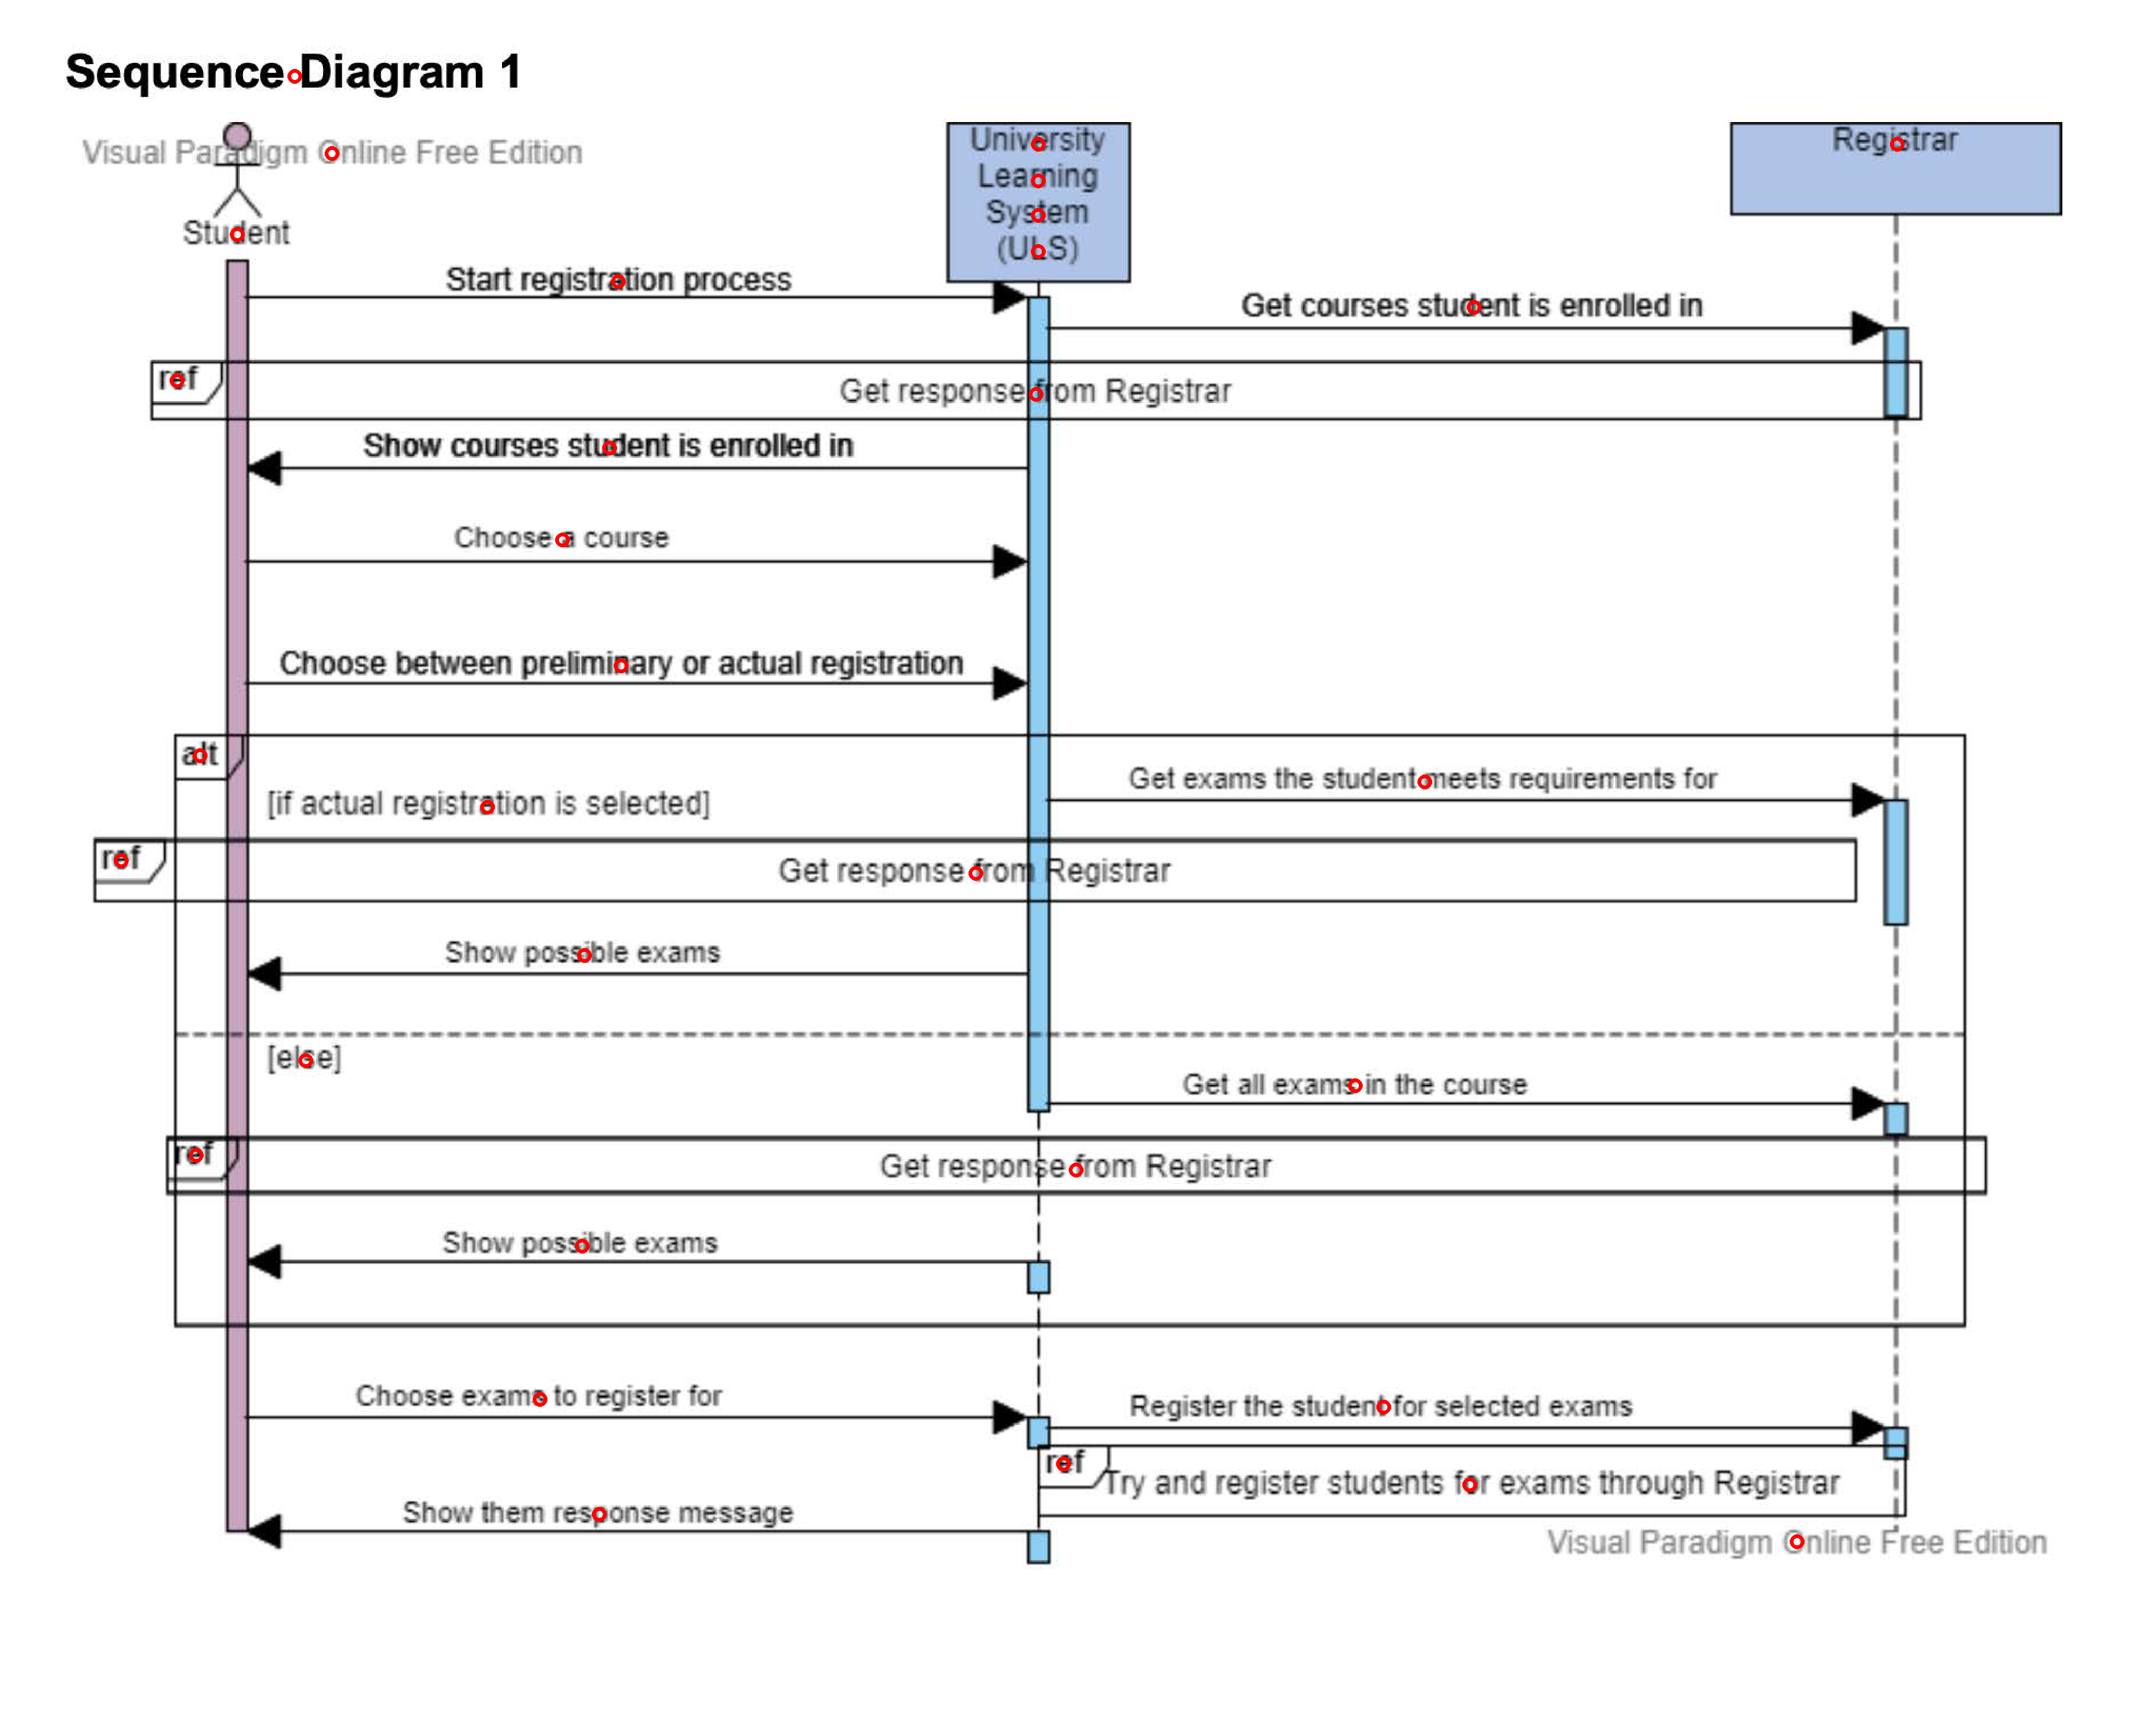 Sequence Diagram 1
Visual Paradigm Online Free Edition
Student
University
Learning
System
(ULS)
Registrar
Start registration process
Get courses student is enrolled in
ref
Get response from Registrar
Show courses student is enrolled in
Choose a course
Choose between preliminary or actual registration
alt
Get exams the student meets requirements for
[if actual registration is selected]
ref
Get response from Registrar
Show possible exams
[else]
Get all exams in the course
ref
Get response from Registrar
Show possible exams
Choose exams to register for
Register the student for selected exams
ref
Try and register students for exams through Registrar
Show them response message
Visual Paradigm Online Free Edition